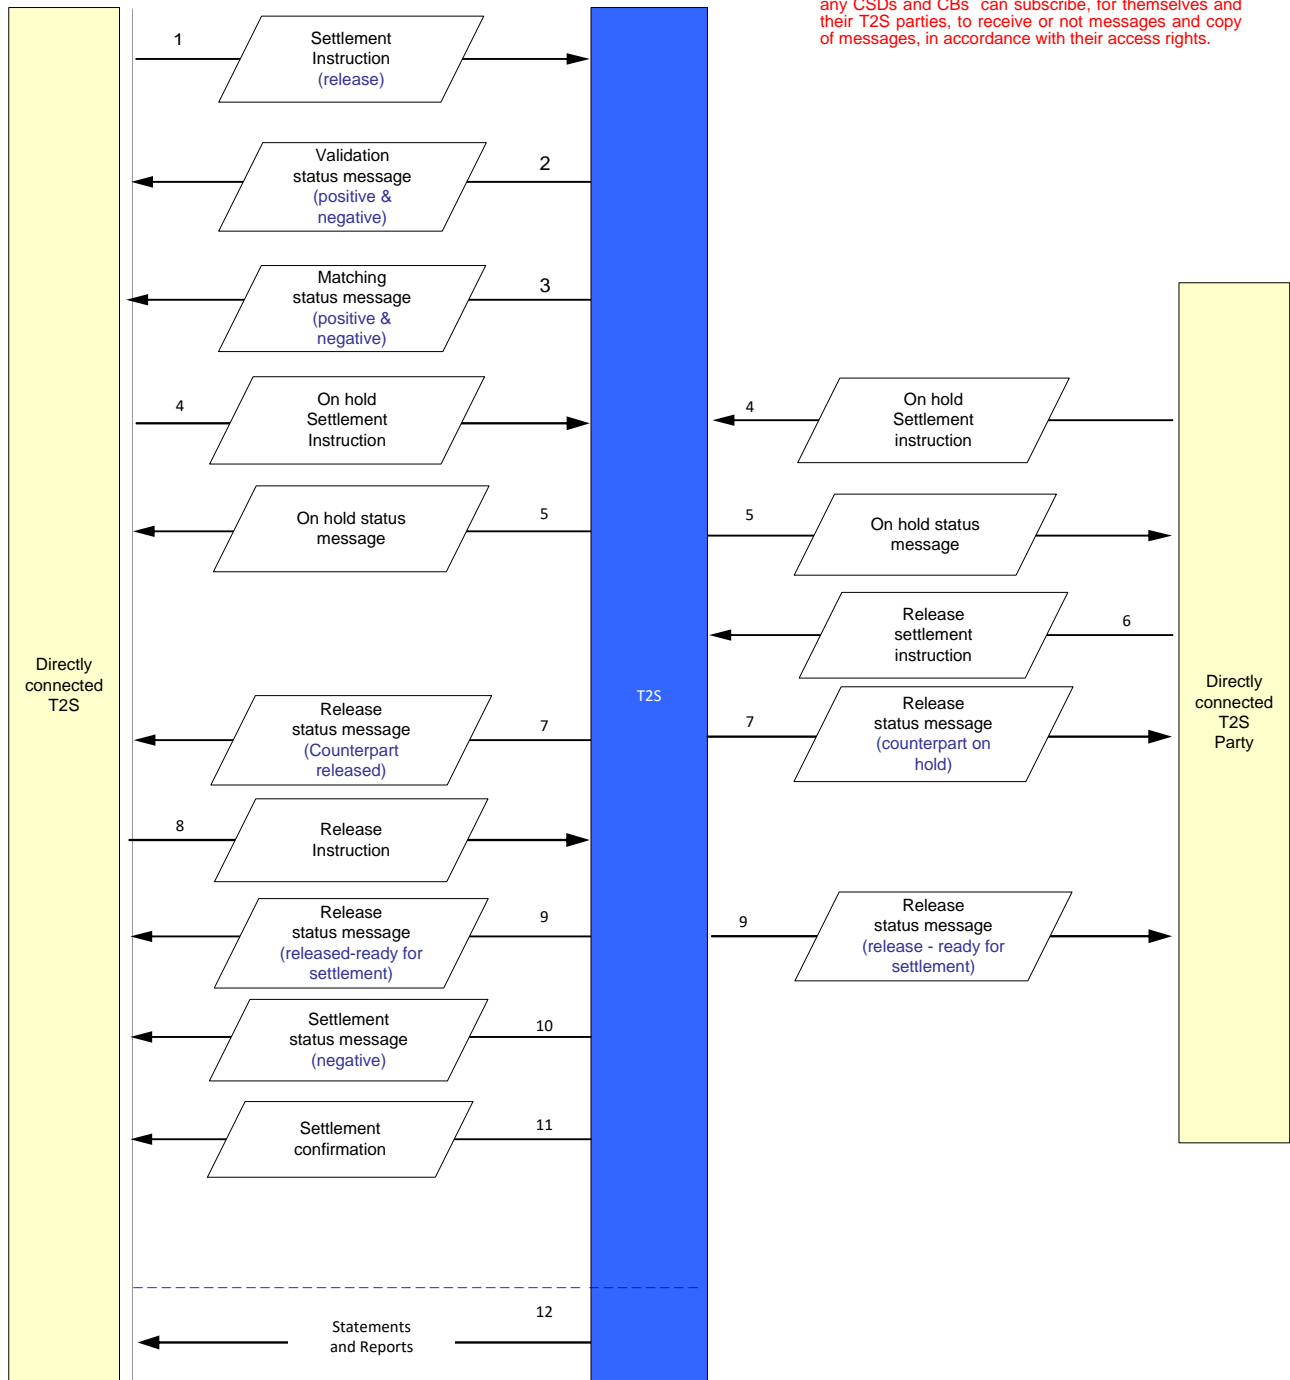 any CSDs and CBs can subscribe, for themselves and
their T2S parties, to receive or not messages and copy
of messages, in accordance with their access rights.
1
Settlement
Instruction
(release)
Validation
status message
(positive &
negative)
2
Matching
status message
(positive &
negative)
3
4
On hold
Settlement
Instruction
4
On hold
Settlement
instruction
On hold status
message
5
5
On hold status
message
Release
settlement
instruction
6
Directly
connected
T2S
T2S
Directly
connected
T2S
Party
Release
status message
(Counterpart
released)
7
7
Release
status message
(counterpart on
hold)
8
Release
Instruction
Release
status message
(released-ready for
settlement)
9
9
Release
status message
(release - ready for
settlement)
Settlement
status message
(negative)
10
Settlement
confirmation
11
12
Statements
and Reports